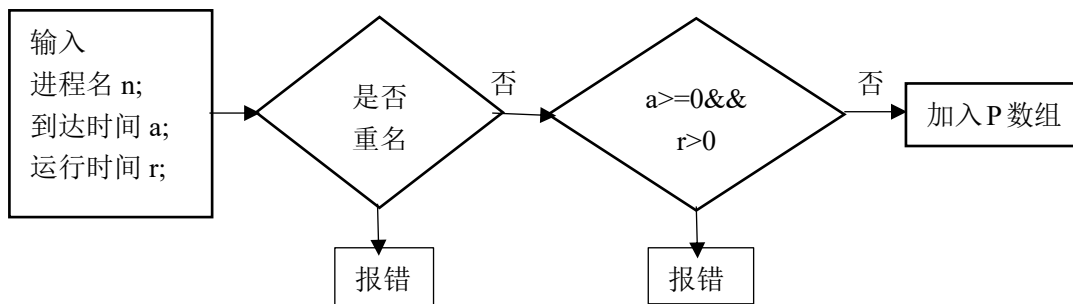 输入
进程名 n;
到达时间 a;
运行时间 r;
是否
重名
否
a>=0&&
r>0
否
加入 P 数组
报错
报错